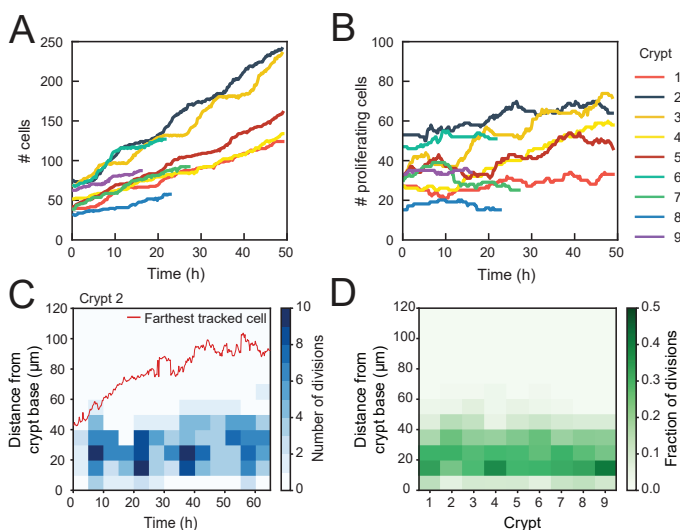 A
# cells
250
200
150
100
50
0
0 10 20 30 40 50
Time (h)
B
# proliferating cells
100
80
60
40
20
0
0 10 20 30 40 50
Time (h)
Crypt
1
2
3
4
5
6
7
8
9
C
Crypt 2
Farthest tracked cell
Distance from
crypt base (µm)
120
100
80
60
40
20
0
0 10 20 30 40 50 60
Time (h)
10
8
6
4
2
0
Number of divisions
D
Distance from
crypt base (µm)
120
100
80
60
40
20
0
1 2 3 4 5 6 7 8 9
Crypt
0.5
0.4
0.3
0.2
0.1
0.0
Fraction of divisions